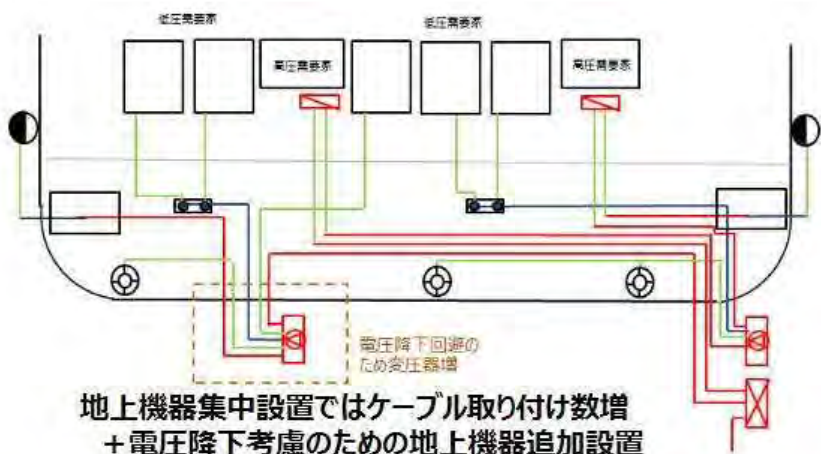 低圧需要家
低圧需要家
高圧需要家
高圧需要家
電圧降下回避の
ため変圧器増
地上機器集中設置ではケーブル取り付け数増
＋電圧降下考慮のための地上機器追加設置